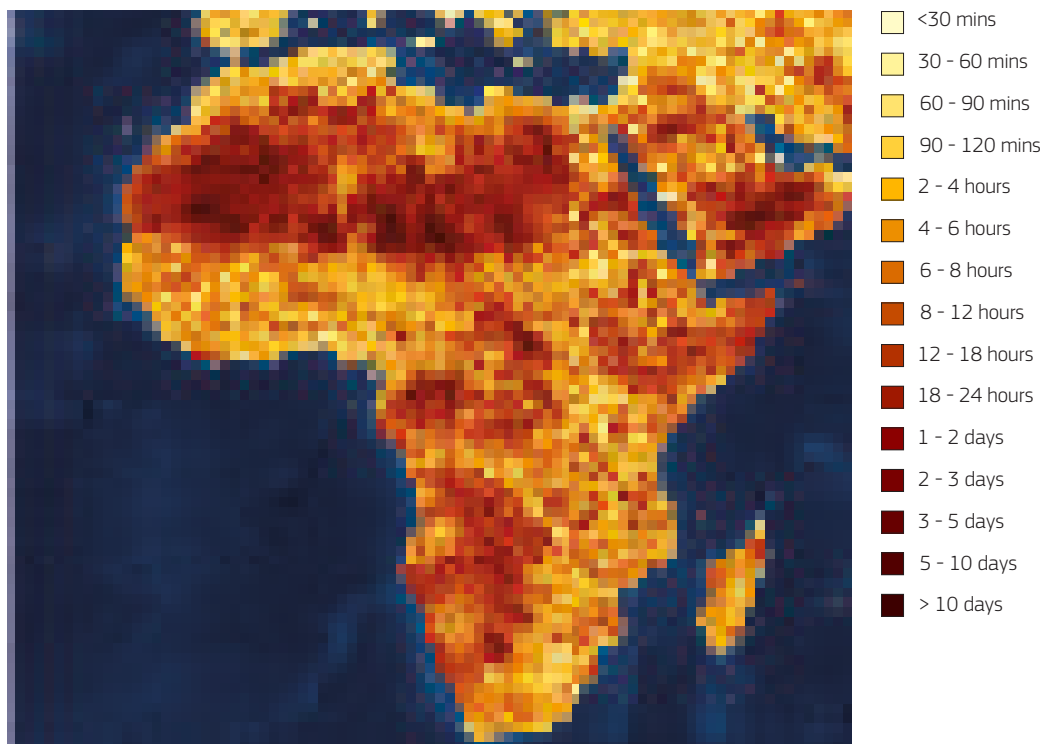 <30 mins
30 - 60 mins
60 - 90 mins
90 - 120 mins
2 - 4 hours
4 - 6 hours
6 - 8 hours
8 - 12 hours
12 - 18 hours
18 - 24 hours
1 - 2 days
2 - 3 days
3 - 5 days
5 - 10 days
> 10 days